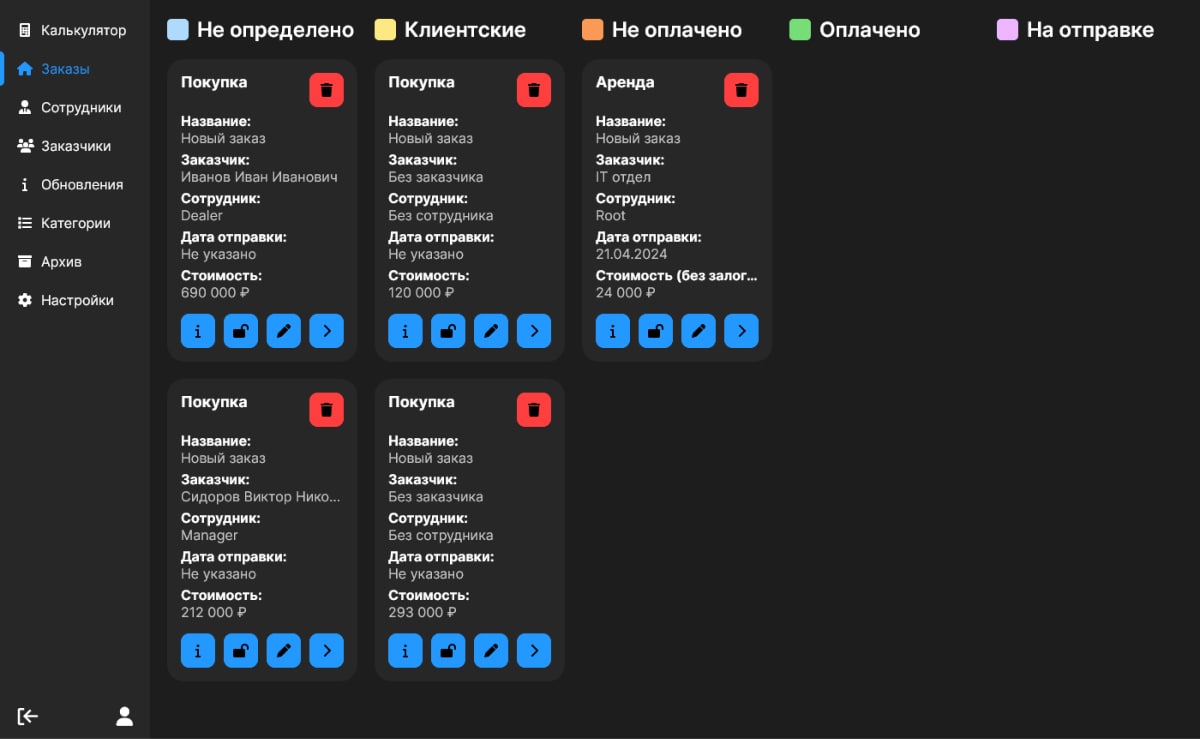 Калькулятор
Заказы
Сотрудники
Заказчики
Обновления
Категории
Архив
Настройки
Не определено
Покупка
Название:
Новый заказ
Заказчик:
Иванов Иван Иванович
Сотрудник:
Dealer
Дата отправки:
Не указано
Стоимость:
690 000 ₽
Покупка
Название:
Новый заказ
Заказчик:
Сидоров Виктор Нико...
Сотрудник:
Manager
Дата отправки:
Не указано
Стоимость:
212 000 ₽
Клиентские
Покупка
Название:
Новый заказ
Заказчик:
Без заказчика
Сотрудник:
Без сотрудника
Дата отправки:
Не указано
Стоимость:
120 000 ₽
Покупка
Название:
Новый заказ
Заказчик:
Без заказчика
Сотрудник:
Без сотрудника
Дата отправки:
Не указано
Стоимость:
293 000 ₽
Не оплачено
Аренда
Название:
Новый заказ
Заказчик:
IT отдел
Сотрудник:
Root
Дата отправки:
21.04.2024
Стоимость (без залог...
24 000 ₽
Оплачено
На отправке